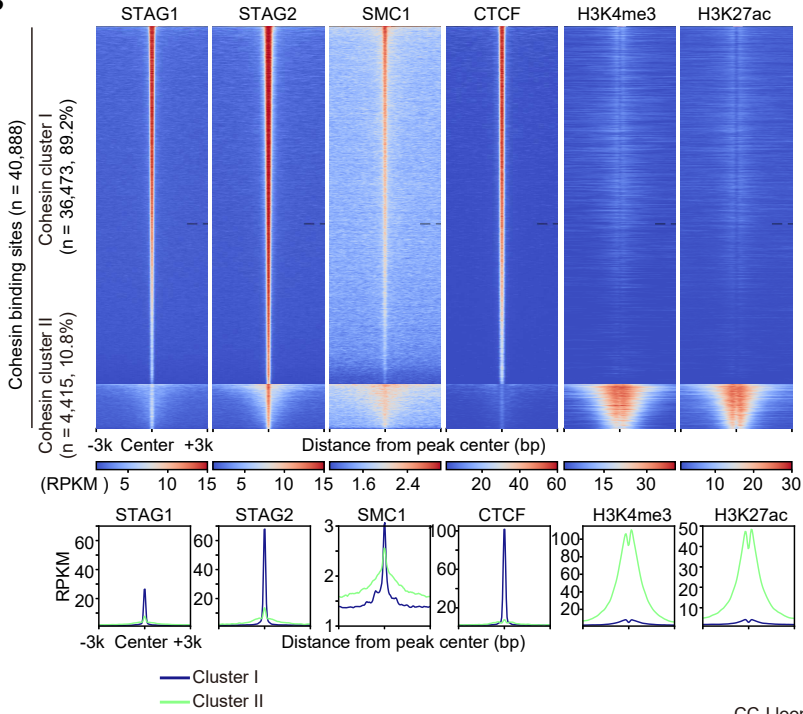 STAG1 STAG2 SMC1 CTCF H3K4me3 H3K27ac
Cohesin binding sites (n = 40,888)
Cohesin cluster I
(n = 36,473, 89.2%)
Cohesin cluster II
(n = 4,415, 10.8%)
-3k Center +3k Distance from peak center (bp)
(RPKM ) 5 10 15 5 10 15 1.6 2.4 20 40 60 15 30 10 20 30
STAG1 STAG2 SMC1 CTCF H3K4me3 H3K27ac
RPKM
60 40 20
60 40 20
3 2 1
100 60 20
100 80 60 40 20
50 40 30 20 10
-3k Center +3k Distance from peak center (bp)
Cluster I
Cluster II